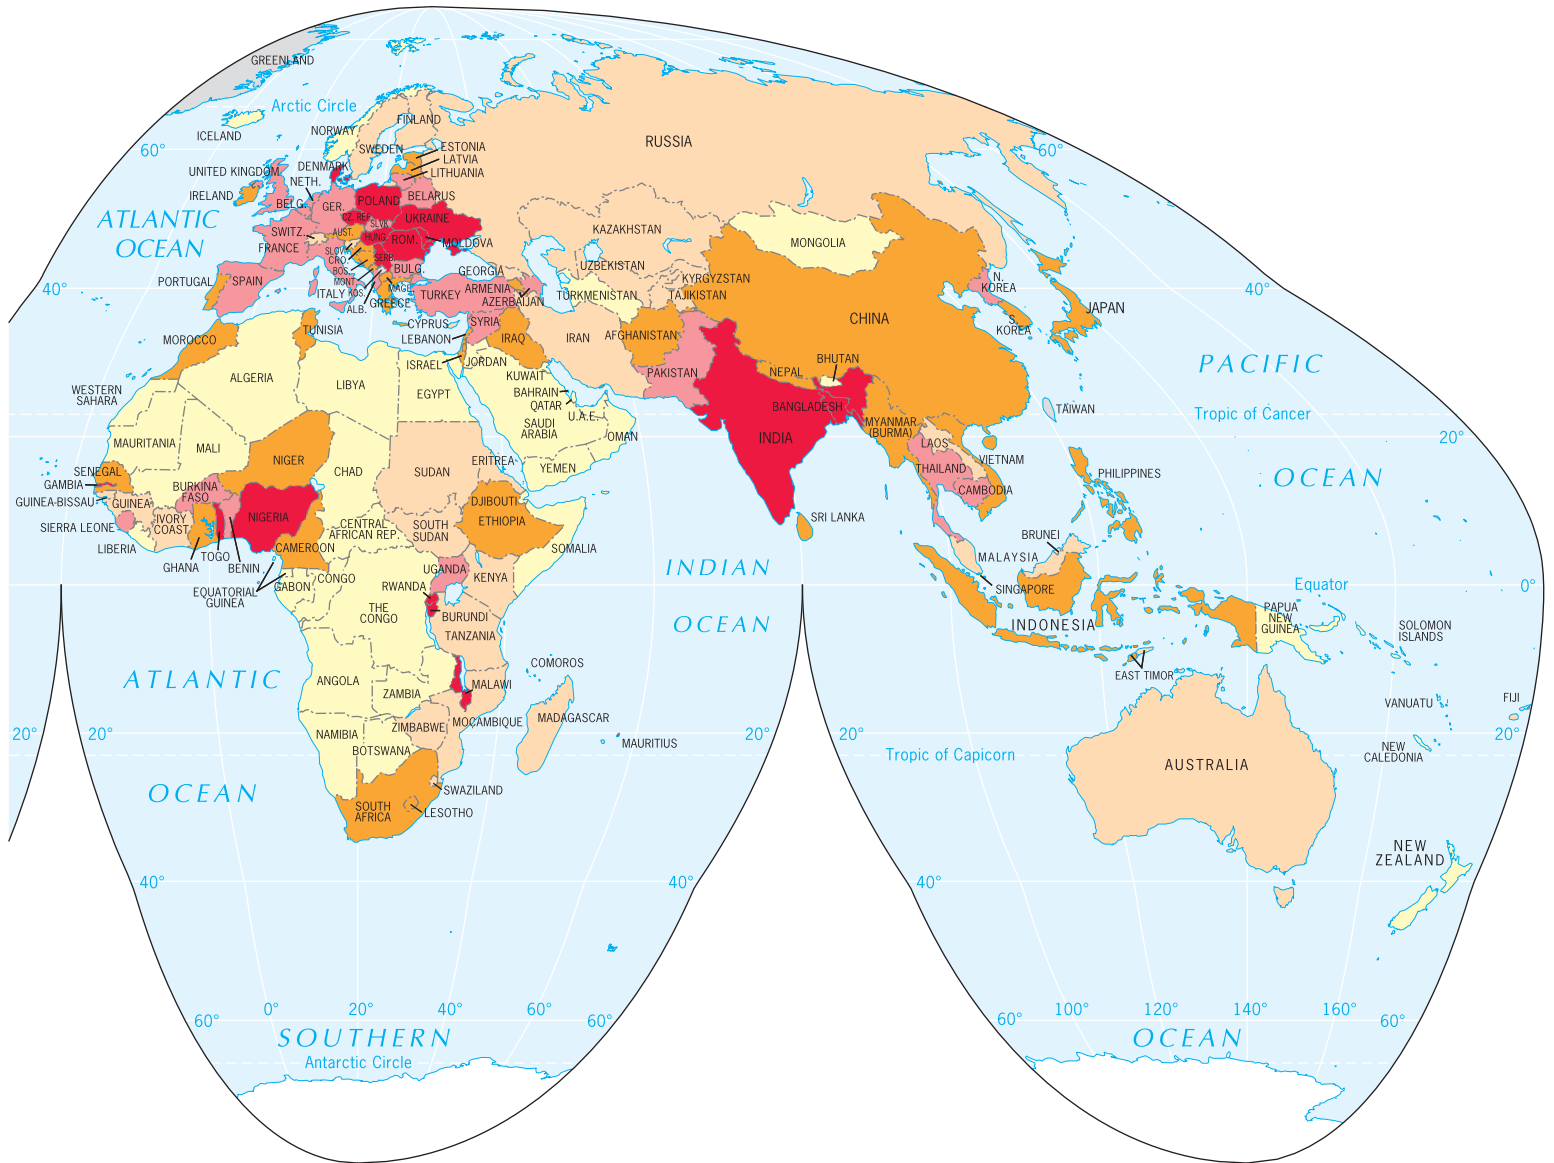 GREENLAND
Arctic Circle
ICELAND
NORWAY
FINLAND
SWEDEN
RUSSIA
60°
60°
ESTONIA
LATVIA
LITHUANIA
UNITED KINGDOM
DENMARK
NETH.
IRELAND
BELG.
GER.
POLAND
BELARUS
ATLANTIC
OCEAN
CZ. REP.
SLVK.
UKRAINE
SWITZ.
AUST.
FRANCE
HUNG.
ROM.
MOLDOVA
SLOV.
CRO.
BOS.
SERB.
MONT.
KOS.
BULG.
MACE.
ITALY
ALB.
GREECE
PORTUGAL
SPAIN
GEORGIA
ARMENIA
AZERBAIJAN
TURKEY
KAZAKHSTAN
UZBEKISTAN
TURKMENISTAN
KYRGYZSTAN
TAJIKISTAN
MONGOLIA
N.
KOREA
S.
KOREA
JAPAN
CHINA
40°
40°
CYPRUS
LEBANON
SYRIA
ISRAEL
JORDAN
IRAQ
IRAN
AFGHANISTAN
KUWAIT
BAHRAIN
QATAR
U.A.E.
SAUDI
ARABIA
OMAN
YEMEN
PAKISTAN
NEPAL
BHUTAN
BANGLADESH
INDIA
MYANMAR
(BURMA)
LAOS
THAILAND
VIETNAM
CAMBODIA
TAIWAN
PHILIPPINES
SRI LANKA
PACIFIC
OCEAN
Tropic of Cancer
20°
MOROCCO
TUNISIA
ALGERIA
LIBYA
EGYPT
WESTERN
SAHARA
MAURITANIA
MALI
NIGER
CHAD
SUDAN
ERITREA
DJIBOUTI
ETHIOPIA
SOMALIA
SENEGAL
GAMBIA
GUINEA-BISSAU
GUINEA
SIERRA LEONE
LIBERIA
IVORY
COAST
BURKINA
FASO
GHANA
TOGO
BENIN
NIGERIA
CAMEROON
CENTRAL
AFRICAN REP.
SOUTH
SUDAN
EQUATORIAL
GUINEA
GABON
CONGO
THE
CONGO
UGANDA
RWANDA
BURUNDI
KENYA
TANZANIA
BRUNEI
MALAYSIA
SINGAPORE
INDONESIA
EAST TIMOR
PAPUA
NEW
GUINEA
SOLOMON
ISLANDS
Equator
0°
INDIAN
OCEAN
ATLANTIC
OCEAN
ANGOLA
ZAMBIA
MALAWI
COMOROS
MOCAMBIQUE
ZIMBABWE
MADAGASCAR
MAURITIUS
NAMIBIA
BOTSWANA
SWAZILAND
LESOTHO
SOUTH
AFRICA
VANUATU
FIJI
NEW
CALEDONIA
20°
20°
20°
20°
20°
Tropic of Capicorn
AUSTRALIA
NEW
ZEALAND
40°
40°
40°
60°
0°
20°
40°
60°
60°
60°
100°
120°
140°
160°
60°
SOUTHERN
OCEAN
Antarctic Circle